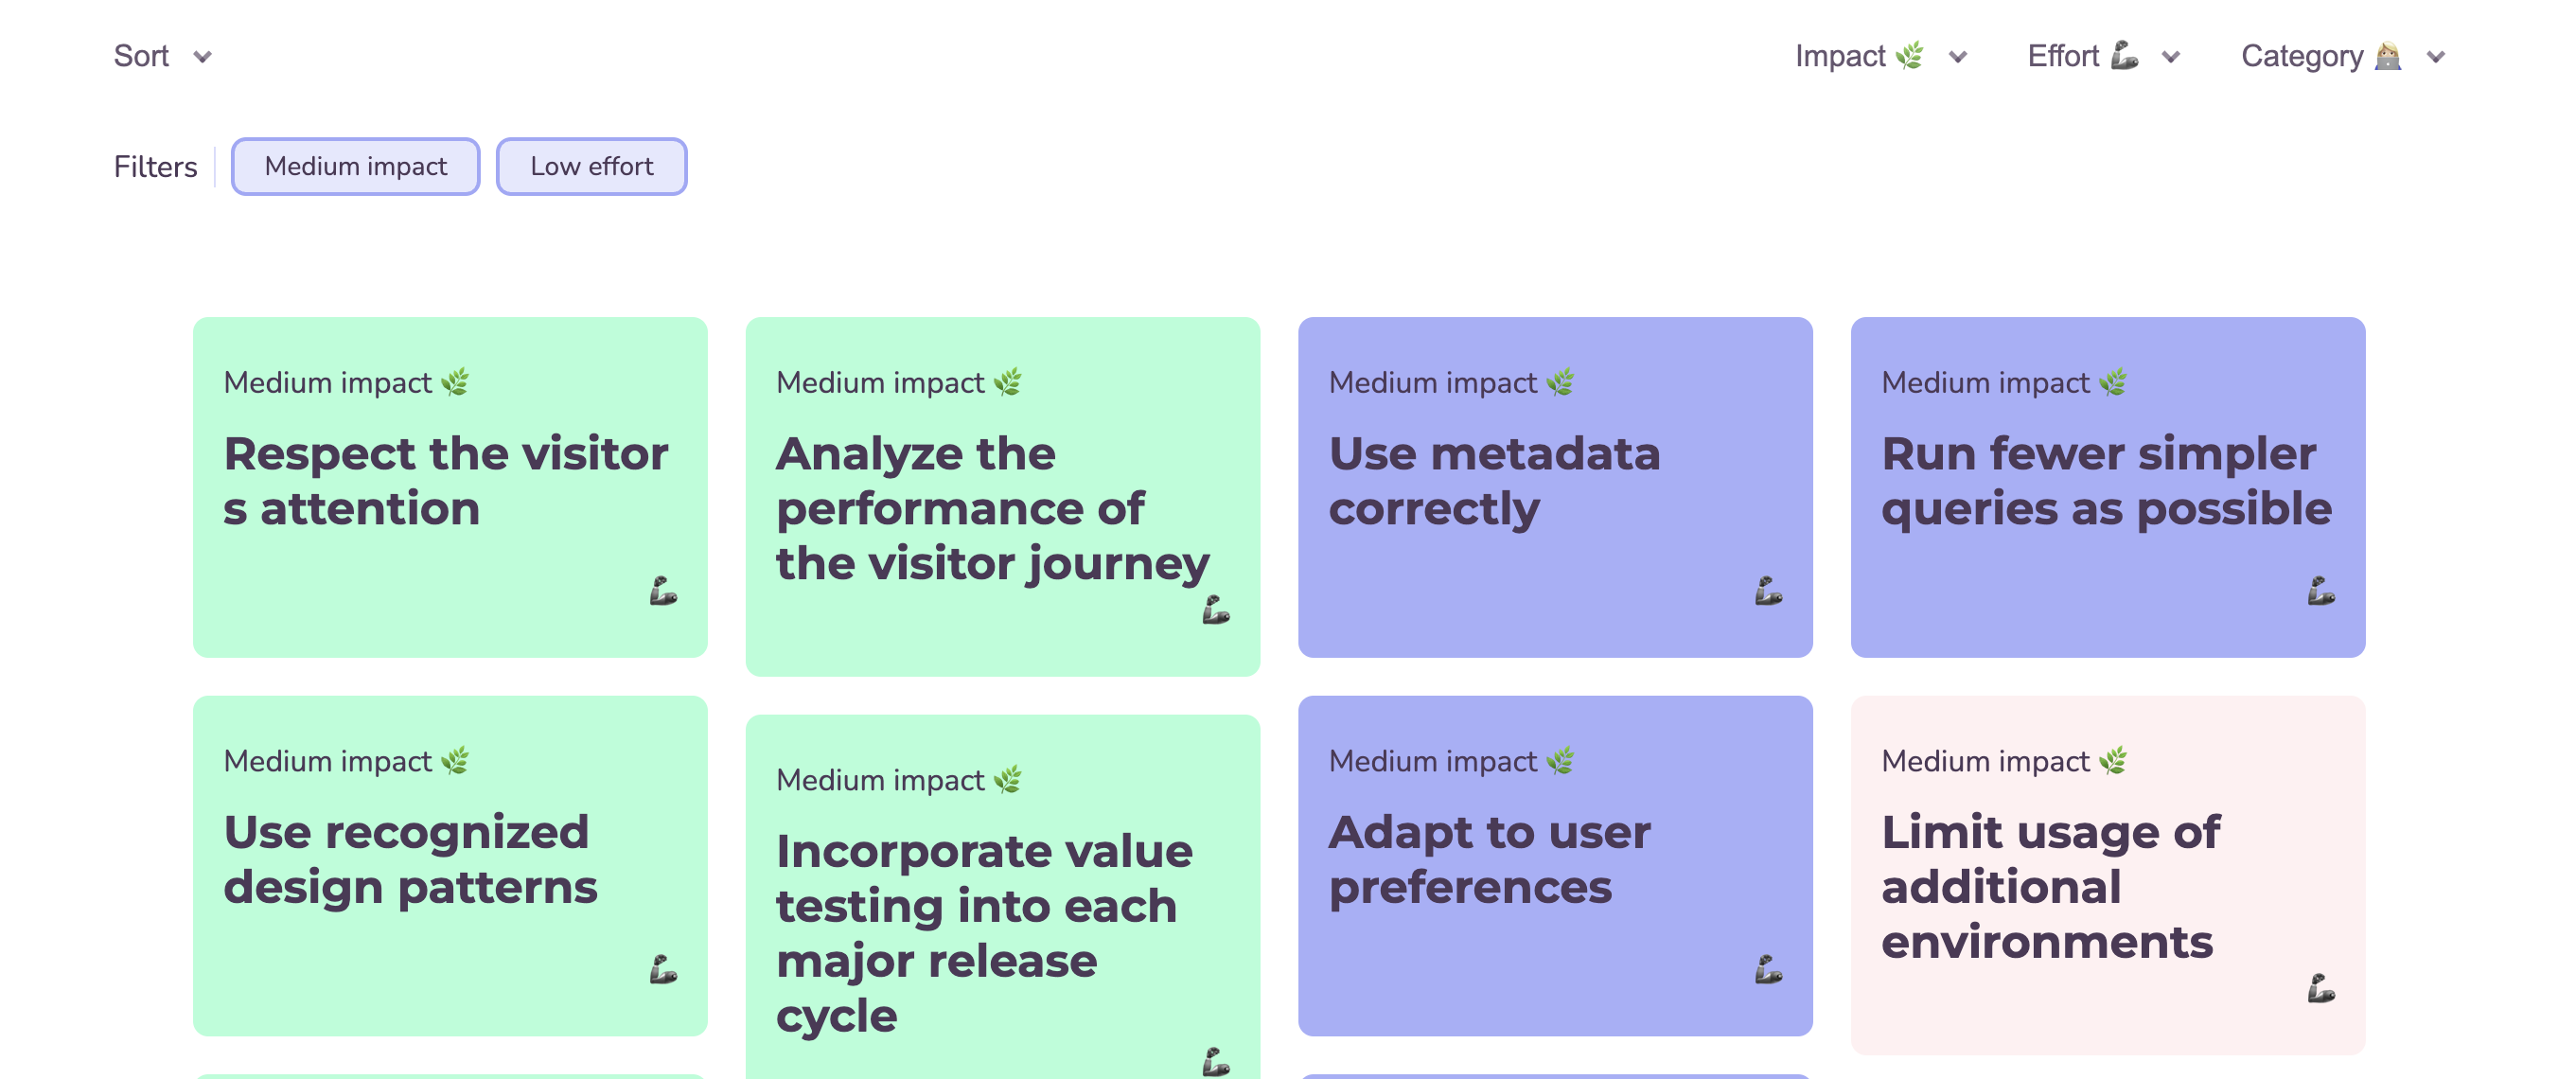 Sort
Impact 🌿
Effort 🦾
Category 👩🏼‍💻
Filters
Medium impact
Low effort
Medium impact 🌿
Respect the visitor
s attention
🦾
Medium impact 🌿
Analyze the
performance of
the visitor journey
🦾
Medium impact 🌿
Use metadata
correctly
🦾
Medium impact 🌿
Run fewer simpler
queries as possible
🦾
Medium impact 🌿
Use recognized
design patterns
🦾
Medium impact 🌿
Incorporate value
testing into each
major release
cycle
🦾
Medium impact 🌿
Adapt to user
preferences
🦾
Medium impact 🌿
Limit usage of
additional
environments
🦾